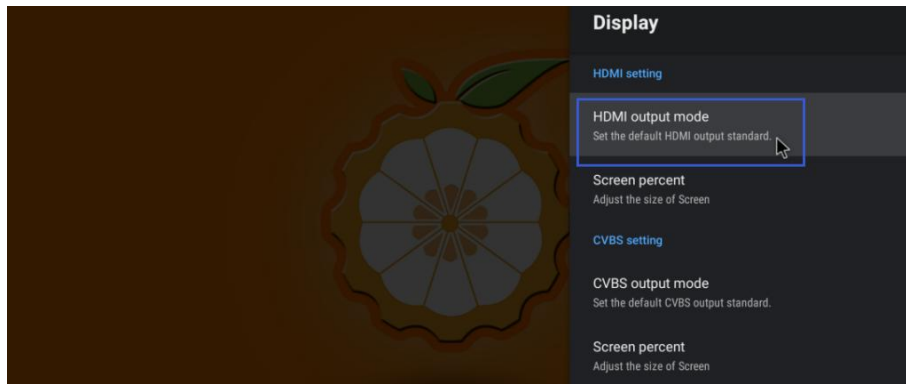 Display
HDMI setting
HDMI output mode
Set the default HDMI output standard.
Screen percent
Adjust the size of Screen
CVBS setting
CVBS output mode
Set the default CVBS output standard.
Screen percent
Adjust the size of Screen